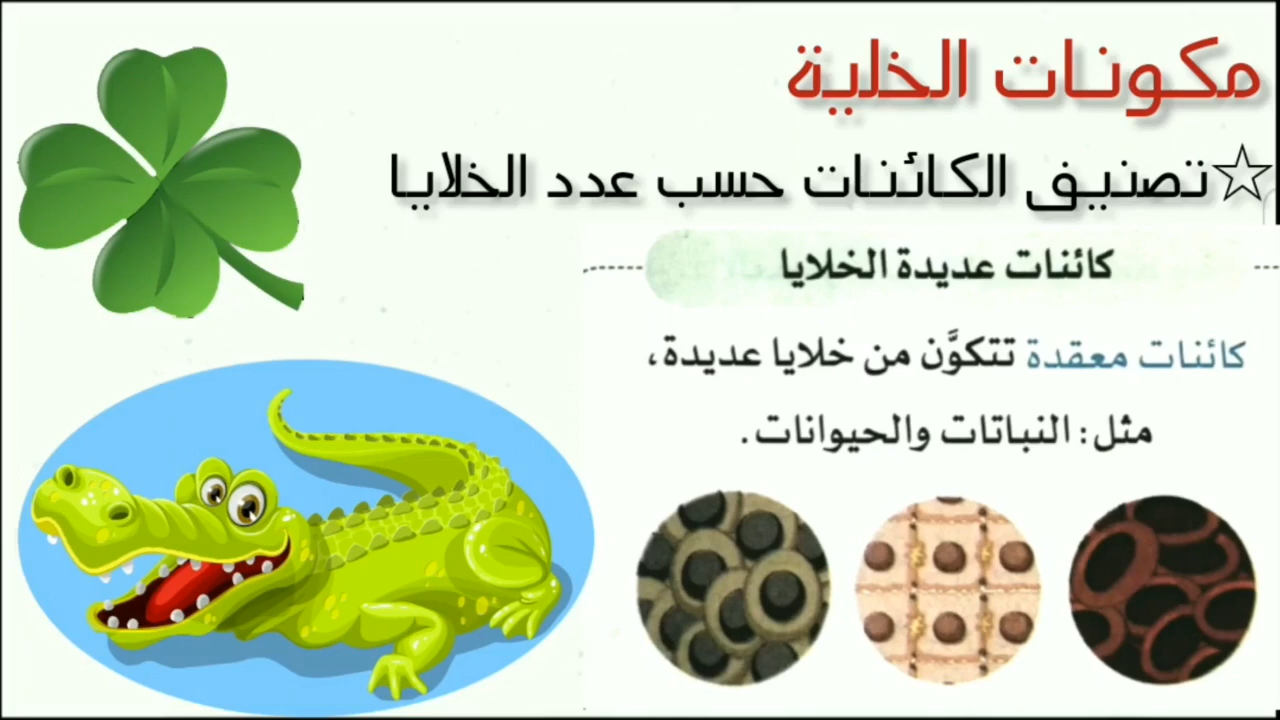 مكونات الخلية
☆تصنيف الكائنات حسب عدد الخلايا
كائنات عديدة الخلايا
كائنات معقدة تتكوَّن من خلايا عديدة،
مثل: النباتات والحيوانات.